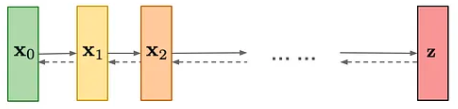 x₀ x₁ x₂ ... ... z